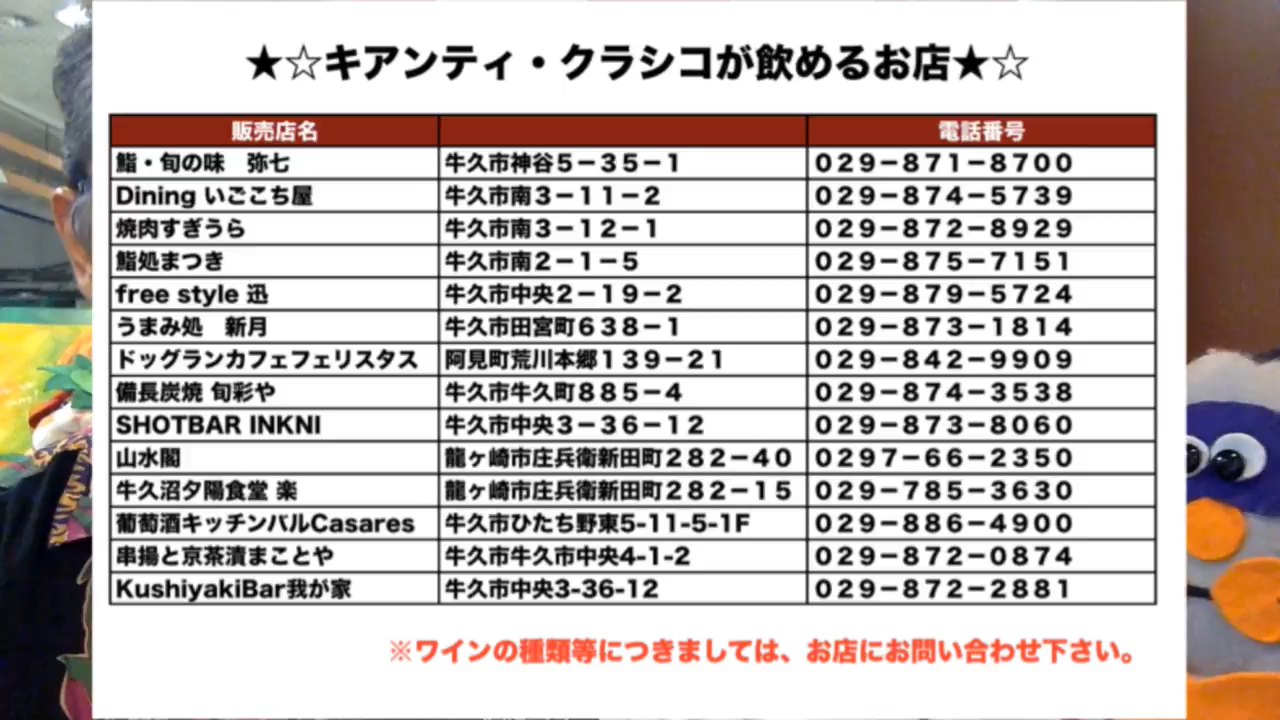 ★☆キアンティ・クラシコが飲めるお店★☆
販売店名 電話番号
鮨・旬の味　弥七 牛久市神谷５－３５－１ ０２９－８７１－８７００
Dining いごこち屋 牛久市南３－１１－２ ０２９－８７４－５７３９
焼肉すぎうら 牛久市南３－１２－１ ０２９－８７２－８９２９
鮨処まつき 牛久市南２－１－５ ０２９－８７５－７１５１
free style 迅 牛久市中央２－１９－２ ０２９－８７９－５７２４
うまみ処　新月 牛久市田宮町６３８－１ ０２９－８７３－１８１４
ドッグランカフェフェリスタス 阿見町荒川本郷１３９－２１ ０２９－８４２－９９０９
備長炭焼 旬彩や 牛久市牛久町８８５－４ ０２９－８７４－３５３８
SHOTBAR INKNI 牛久市中央３－３６－１２ ０２９－８７３－８０６０
山水閣 龍ヶ崎市庄兵衛新田町２８２－４０ ０２９７－６６－２３５０
牛久沼夕陽食堂 楽 龍ヶ崎市庄兵衛新田町２８２－１５ ０２９－７８５－３６３０
葡萄酒キッチンバルCasares 牛久市ひたち野東5-11-5-1F ０２９－８８６－４９００
串揚と京茶漬まことや 牛久市牛久市中央4-1-2 ０２９－８７２－０８７４
KushiyakiBar我が家 牛久市中央3-36-12 ０２９－８７２－２８８１
※ワインの種類等につきましては、お店にお問い合わせ下さい。